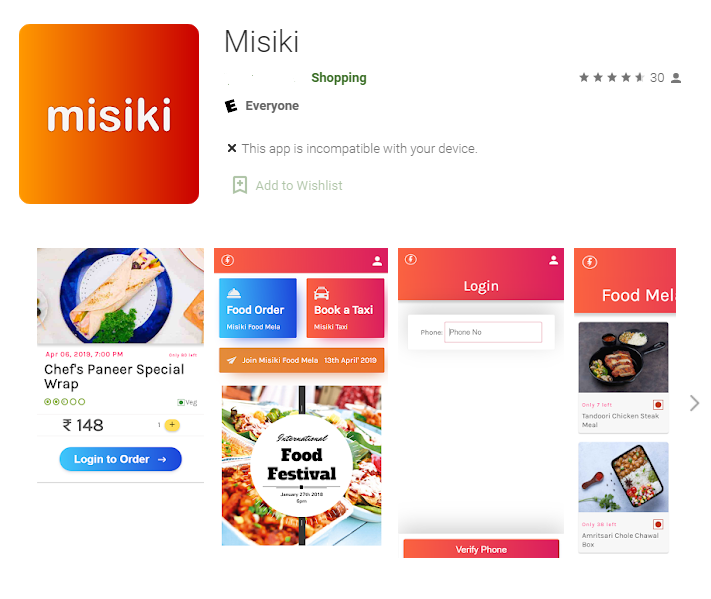 misiki
Misiki
Shopping
30
E
Everyone
This app is incompatible with your device.
Add to Wishlist
Apr 06, 2019, 7:00 PM
Only 85 left
Chef's Paneer Special
Wrap
Veg
₹ 148
1 +
Login to Order →
Food Order
Misiki Food Mela
Book a Taxi
Misiki Taxi
Join Misiki Food Mela 13th April' 2019
International
Food
Festival
January 27th 2018
6pm
Login
Phone: Phone No
Verify Phone
Food Mela
Only 7 left
Tandoori Chicken Steak
Meal
Only 38 left
Amritsari Chole Chawal
Box